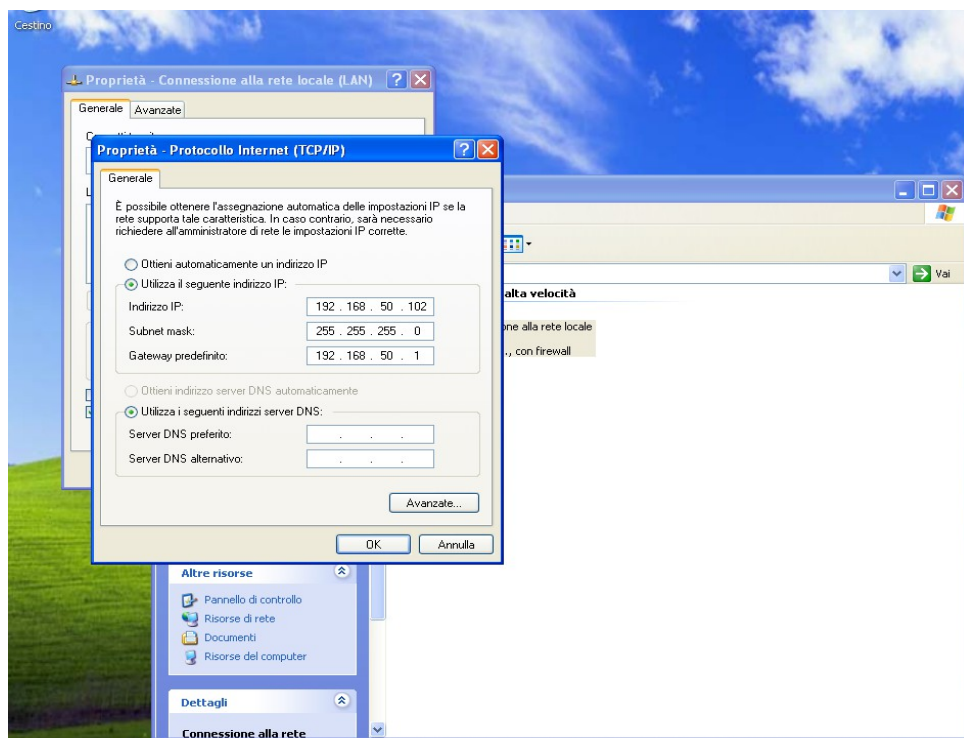 Cestino
Proprietà - Connessione alla rete locale (LAN)
Generale
Avanzate
Proprietà - Protocollo Internet (TCP/IP)
Generale
È possibile ottenere l'assegnazione automatica delle impostazioni IP se la
rete supporta tale caratteristica. In caso contrario, sarà necessario
richiedere all'amministratore di rete le impostazioni IP corrette.
Ottieni automaticamente un indirizzo IP
Utilizza il seguente indirizzo IP:
Indirizzo IP: 192 . 168 . 50 . 102
Subnet mask: 255 . 255 . 255 . 0
Gateway predefinito: 192 . 168 . 50 . 1
Ottieni indirizzo server DNS automaticamente
Utilizza i seguenti indirizzi server DNS:
Server DNS preferito: . . .
Server DNS alternativo: . . .
Avanzate...
OK
Annulla
Vai
alta velocità
one alla rete locale
., con firewall
Altre risorse
Pannello di controllo
Risorse di rete
Documenti
Risorse del computer
Dettagli
Connessione alla rete